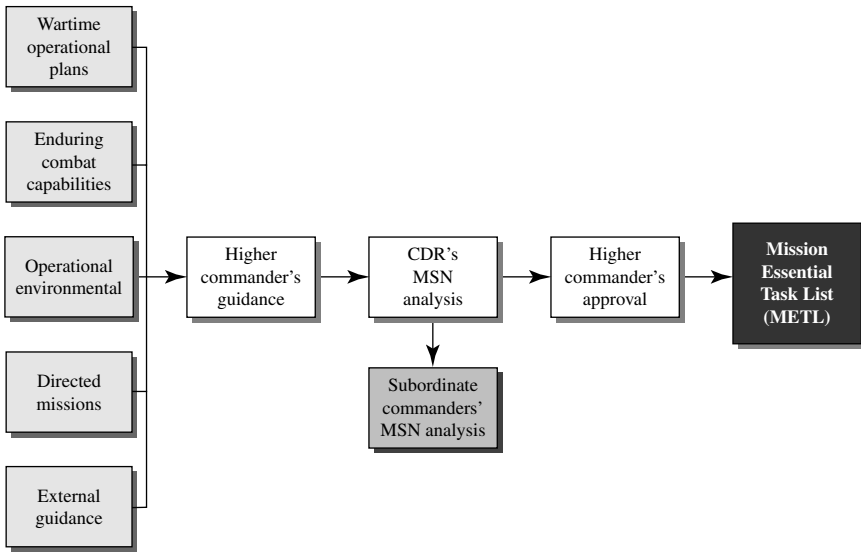 Wartime
operational
plans
Enduring
combat
capabilities
Operational
environmental
Directed
missions
External
guidance
Higher
commander's
guidance
CDR's
MSN
analysis
Subordinate
commanders'
MSN analysis
Higher
commander's
approval
Mission
Essential
Task List
(METL)